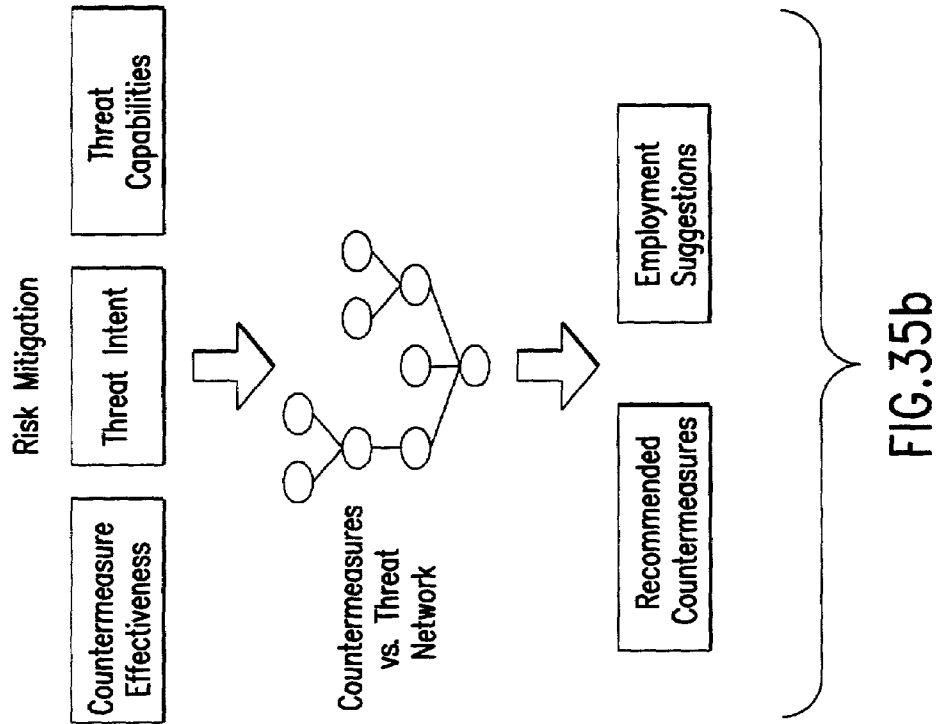 Risk Mitigation
Countermeasure
Effectiveness
Threat Intent
Threat
Capabilities
Countermeasures
vs. Threat
Network
Recommended
Countermeasures
Employment
Suggestions
FIG.35b